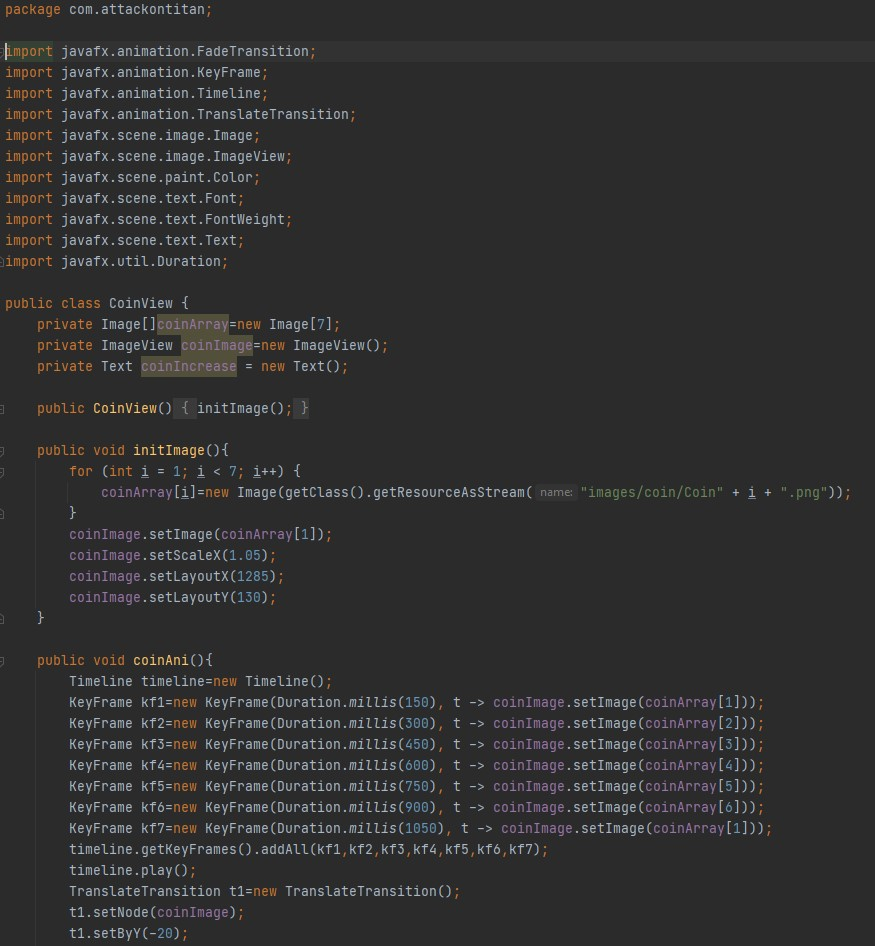 package com.attackontitan;
import javafx.animation.FadeTransition;
import javafx.animation.KeyFrame;
import javafx.animation.Timeline;
import javafx.animation.TranslateTransition;
import javafx.scene.image.Image;
import javafx.scene.image.ImageView;
import javafx.scene.paint.Color;
import javafx.scene.text.Font;
import javafx.scene.text.FontWeight;
import javafx.scene.text.Text;
import javafx.util.Duration;
public class CoinView {
    private Image[]coinArray=new Image[7];
    private ImageView coinImage=new ImageView();
    private Text coinIncrease = new Text();
    public CoinView() { initImage(); }
    public void initImage(){
        for (int i = 1; i < 7; i++) {
            coinArray[i]=new Image(getClass().getResourceAsStream( name: "images/coin/Coin" + i + ".png"));
        }
        coinImage.setImage(coinArray[1]);
        coinImage.setScaleX(1.05);
        coinImage.setLayoutX(1285);
        coinImage.setLayoutY(130);
    }
    public void coinAni(){
        Timeline timeline=new Timeline();
        KeyFrame kf1=new KeyFrame(Duration.millis(150), t -> coinImage.setImage(coinArray[1]));
        KeyFrame kf2=new KeyFrame(Duration.millis(300), t -> coinImage.setImage(coinArray[2]));
        KeyFrame kf3=new KeyFrame(Duration.millis(450), t -> coinImage.setImage(coinArray[3]));
        KeyFrame kf4=new KeyFrame(Duration.millis(600), t -> coinImage.setImage(coinArray[4]));
        KeyFrame kf5=new KeyFrame(Duration.millis(750), t -> coinImage.setImage(coinArray[5]));
        KeyFrame kf6=new KeyFrame(Duration.millis(900), t -> coinImage.setImage(coinArray[6]));
        KeyFrame kf7=new KeyFrame(Duration.millis(1050), t -> coinImage.setImage(coinArray[1]));
        timeline.getKeyFrames().addAll(kf1,kf2,kf3,kf4,kf5,kf6,kf7);
        timeline.play();
        TranslateTransition t1=new TranslateTransition();
        t1.setNode(coinImage);
        t1.setByY(-20);